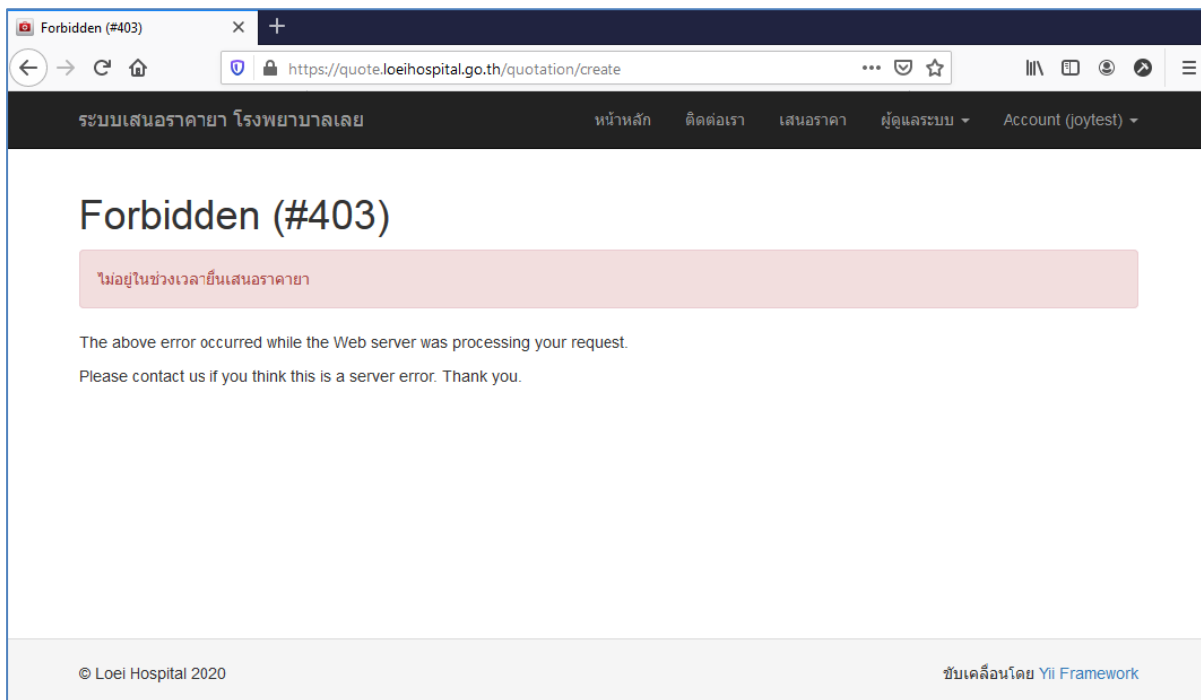 Forbidden (#403)
https://quote.loeihospital.go.th/quotation/create
ระบบเสนอราคายา โรงพยาบาลเลย หน้าหลัก ติดต่อเรา เสนอราคา ผู้ดูแลระบบ Account (joytest)
Forbidden (#403)
ไม่อยู่ในช่วงเวลายื่นเสนอราคายา
The above error occurred while the Web server was processing your request.
Please contact us if you think this is a server error. Thank you.
© Loei Hospital 2020 ขับเคลื่อนโดย Yii Framework